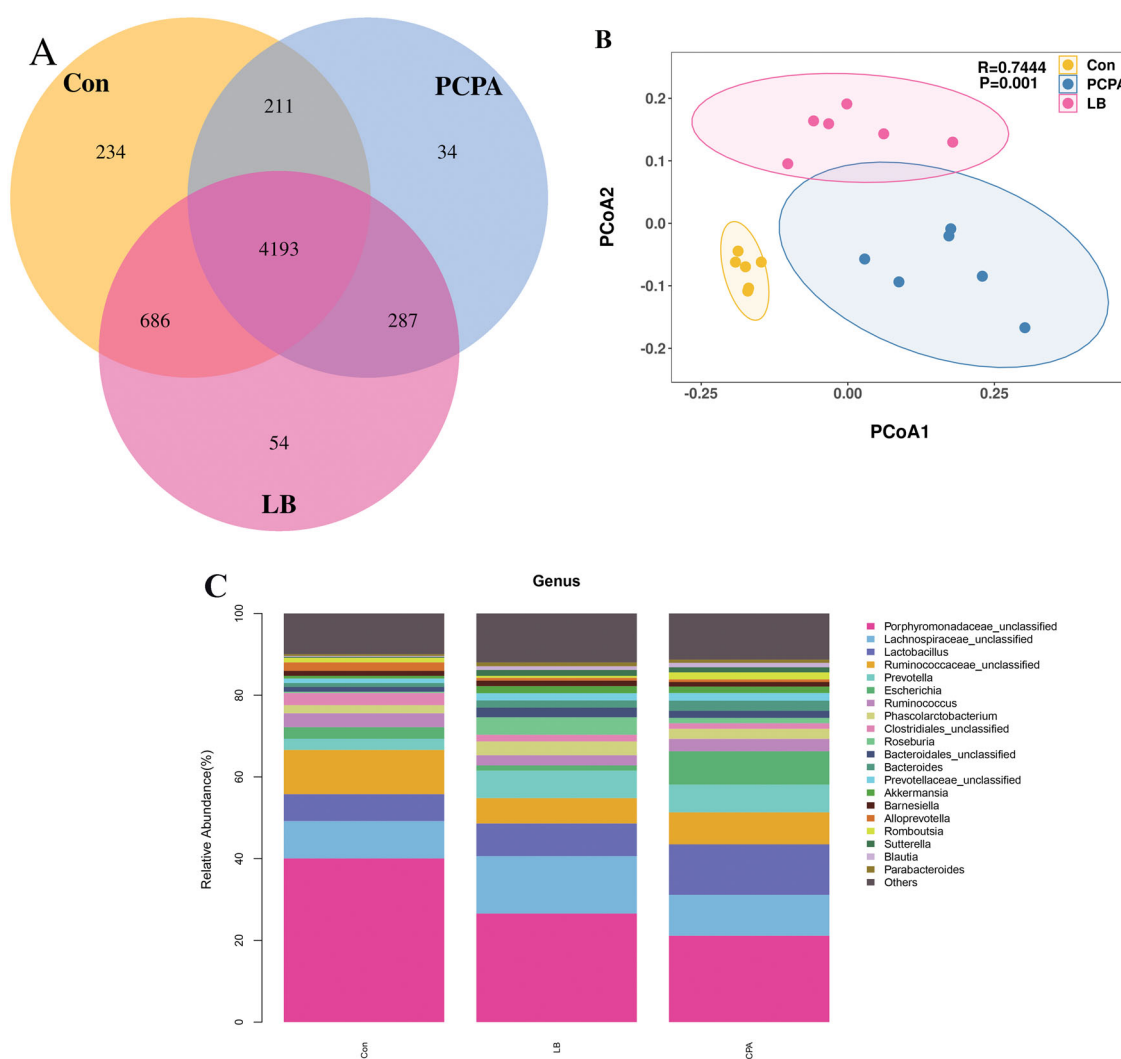 A
Con
PCPA
211
234
34
4193
686
287
54
LB
B
R=0.7444
P=0.001
Con
PCPA
LB
0.2
0.1
0.0
-0.1
-0.2
PCoA2
-0.25
0.00
0.25
PCoA1
C
Genus
Relative Abundance(%)
100
80
60
40
20
0
Con
LB
CPA
Porphyromonadaceae_unclassified
Lachnospiraceae_unclassified
Lactobacillus
Ruminococcaceae_unclassified
Prevotella
Escherichia
Ruminococcus
Phascolarctobacterium
Clostridiales_unclassified
Roseburia
Bacteroidales_unclassified
Bacteroides
Prevotellaceae_unclassified
Akkermansia
Barnesiella
Alloprevotella
Romboutsia
Sutterella
Blautia
Parabacteroides
Others